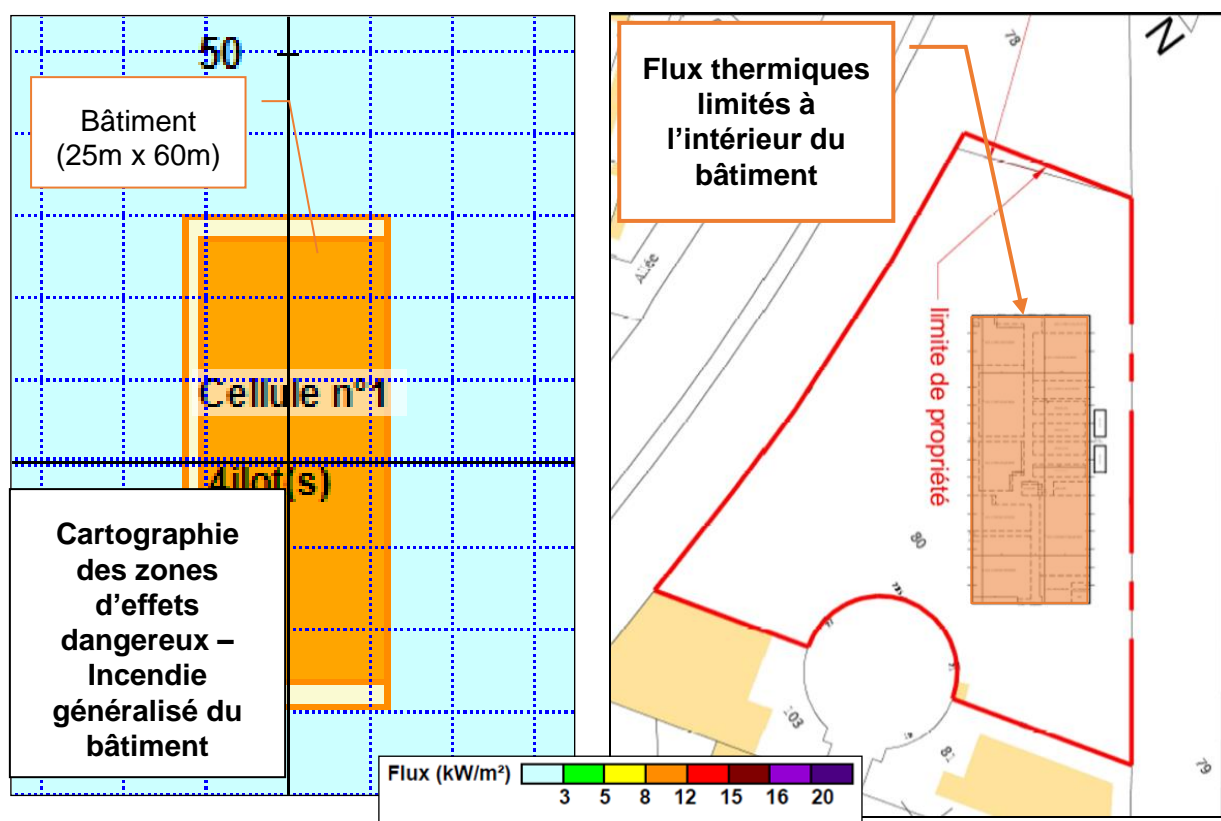 50
Bâtiment
(25m x 60m)
Cellule n°1
4ilot(s)
Cartographie
des zones
d'effets
dangereux –
Incendie
généralisé du
bâtiment
Flux thermiques
limités à
l'intérieur du
bâtiment
N
78
Allée
limite de propriété
80
103
81
79
Flux (kW/m²)
3 5 8 12 15 16 20